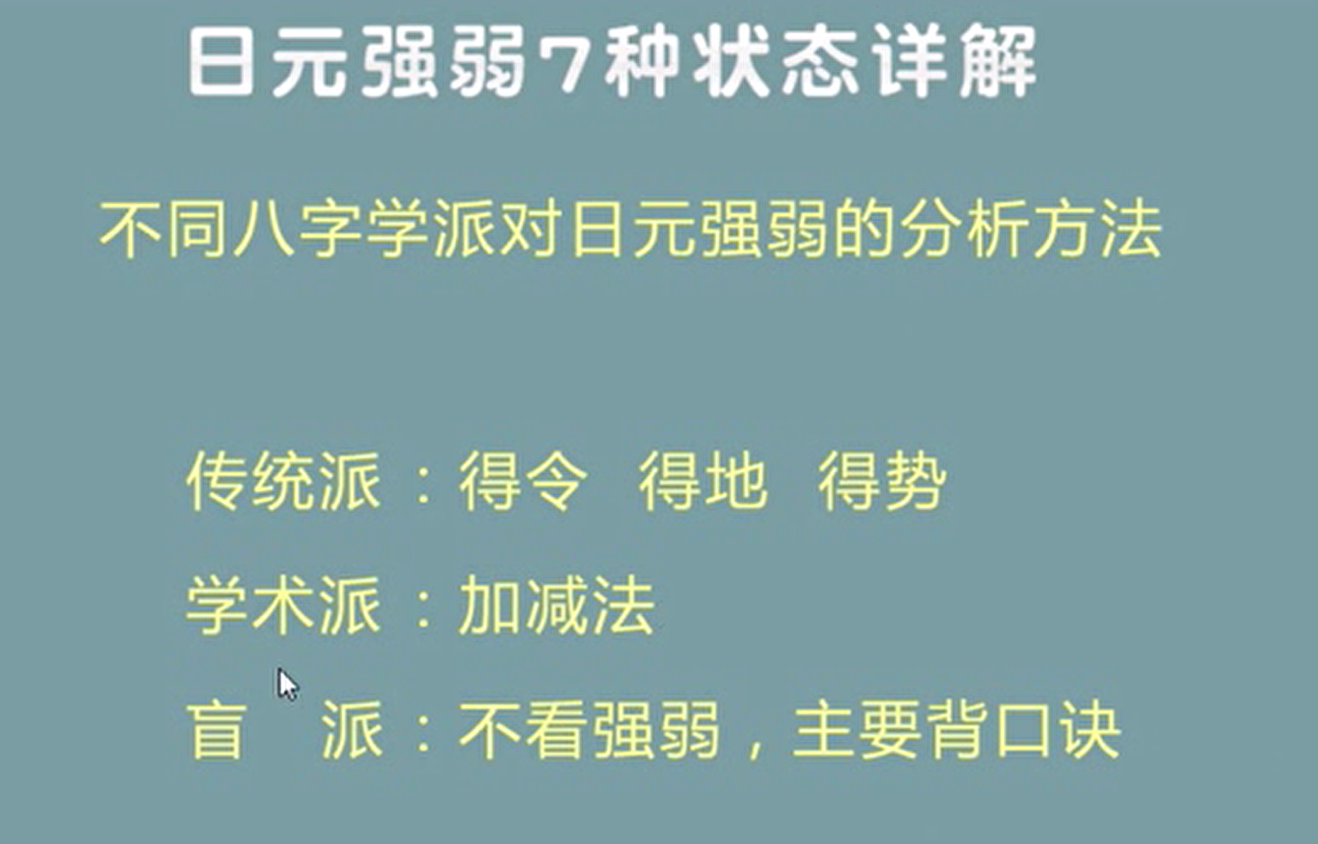 日元强弱7种状态详解
不同八字学派对日元强弱的分析方法
传统派：得令 得地 得势
学术派：加减法
盲 派：不看强弱，主要背口诀